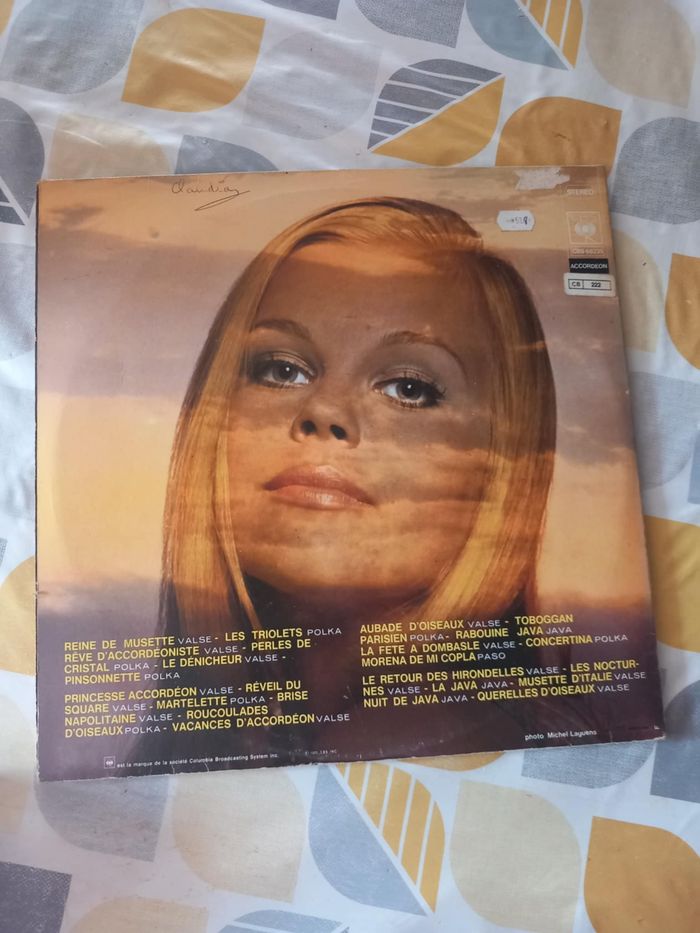 Claudia
STEREO
CBS
ACCORDEON
CB 222
REINE DE MUSETTE VALSE - LES TRIOLETS POLKA
RÊVE D'ACCORDÉONISTE VALSE - PERLES DE
CRISTAL POLKA - LE DÉNICHEUR VALSE -
PINSONNETTE POLKA
PRINCESSE ACCORDÉON VALSE - RÉVEIL DU
SQUARE VALSE - MARTELETTE POLKA - BRISE
NAPOLITAINE VALSE - ROUCOULADES
D'OISEAUX POLKA - VACANCES D'ACCORDÉON VALSE
AUBADE D'OISEAUX VALSE - TOBOGGAN
PARISIEN POLKA - RABOUINE JAVA JAVA
LA FETE A DOMBASLE VALSE - CONCERTINA POLKA
MORENA DE MI COPLA PASO
LE RETOUR DES HIRONDELLES VALSE - LES NOCTUR-
NES VALSE - LA JAVA JAVA - MUSETTE D'ITALIE VALSE
NUIT DE JAVA JAVA - QUERELLES D'OISEAUX VALSE
photo Michel Laguens
est la marque de la société Columbia Broadcasting System inc.